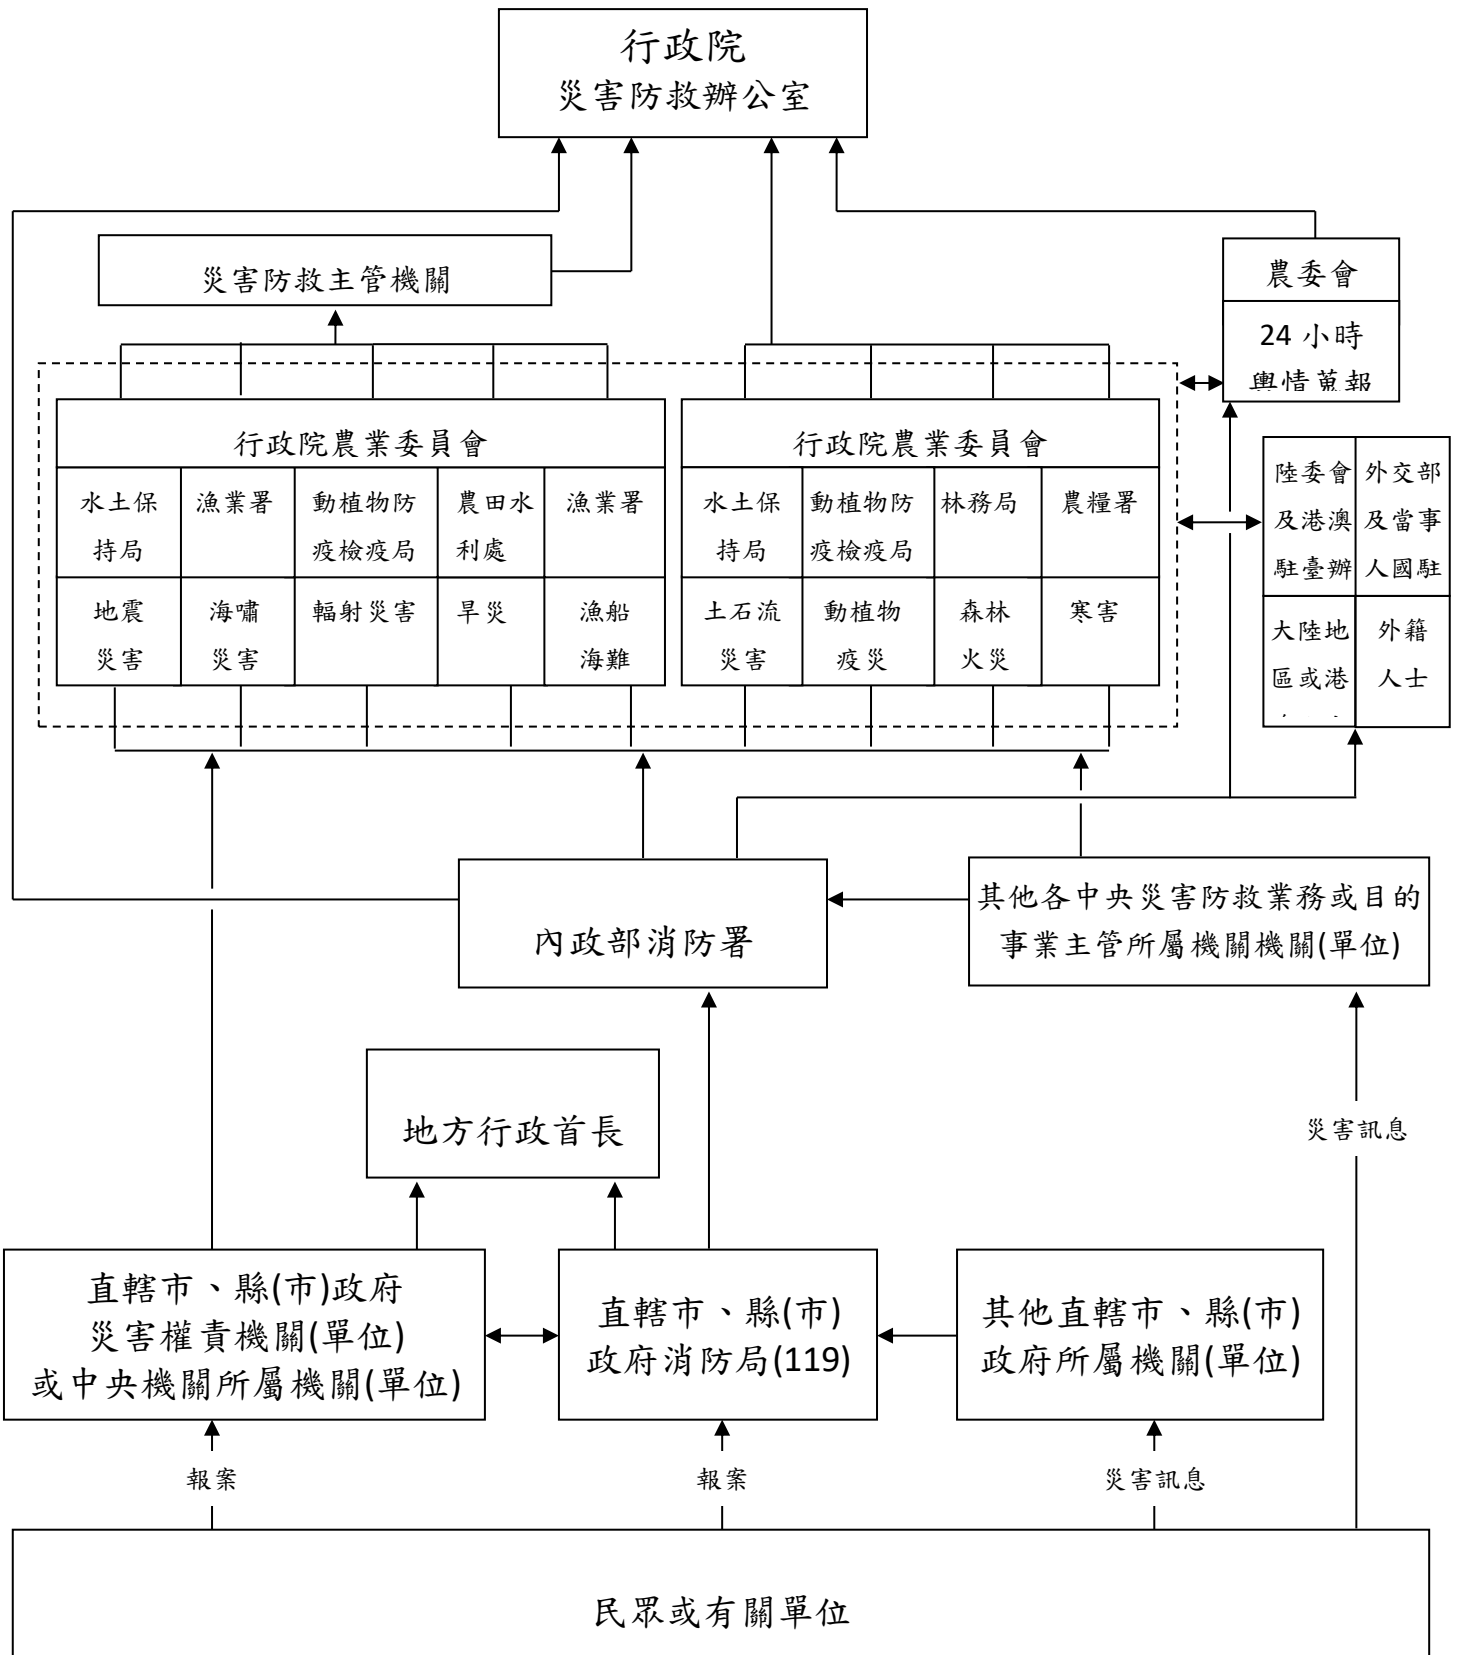 行政院
災害防救辦公室
災害防救主管機關
農委會
24 小時
輿情蒐報
行政院農業委員會
水土保
持局
漁業署
動植物防
疫檢疫局
農田水
利處
漁業署
地震
災害
海嘯
災害
輻射災害
旱災
漁船
海難
行政院農業委員會
水土保
持局
動植物防
疫檢疫局
林務局
農糧署
土石流
災害
動植物
疫災
森林
火災
寒害
陸委會
及港澳
駐臺辦
外交部
及當事
人國駐
大陸地
區或港
外籍
人士
內政部消防署
其他各中央災害防救業務或目的
事業主管所屬機關機關(單位)
地方行政首長
災害訊息
直轄市、縣(市)政府
災害權責機關(單位)
或中央機關所屬機關(單位)
直轄市、縣(市)
政府消防局(119)
其他直轄市、縣(市)
政府所屬機關(單位)
報案
報案
災害訊息
民眾或有關單位